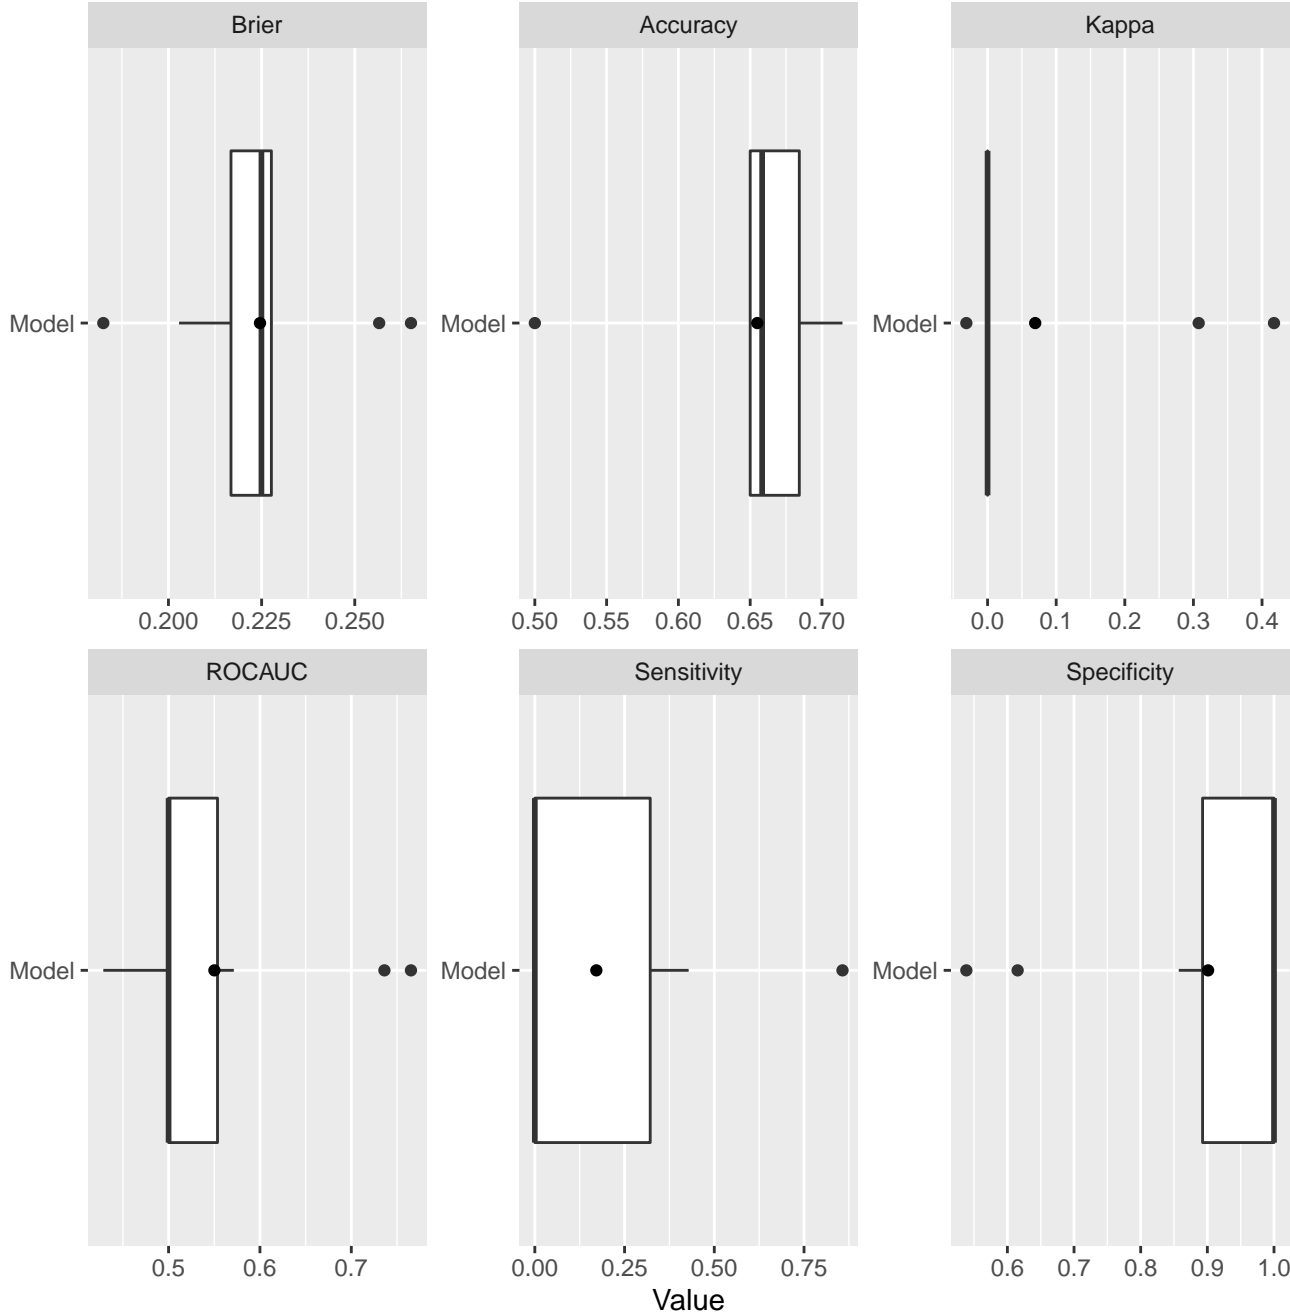 Brier Accuracy Kappa
Model Model Model
0.200 0.225 0.250 0.50 0.55 0.60 0.65 0.70 0.0 0.1 0.2 0.3 0.4
ROCAUC Sensitivity Specificity
Model Model Model
0.5 0.6 0.7 0.00 0.25 0.50 0.75 0.6 0.7 0.8 0.9 1.0
Value